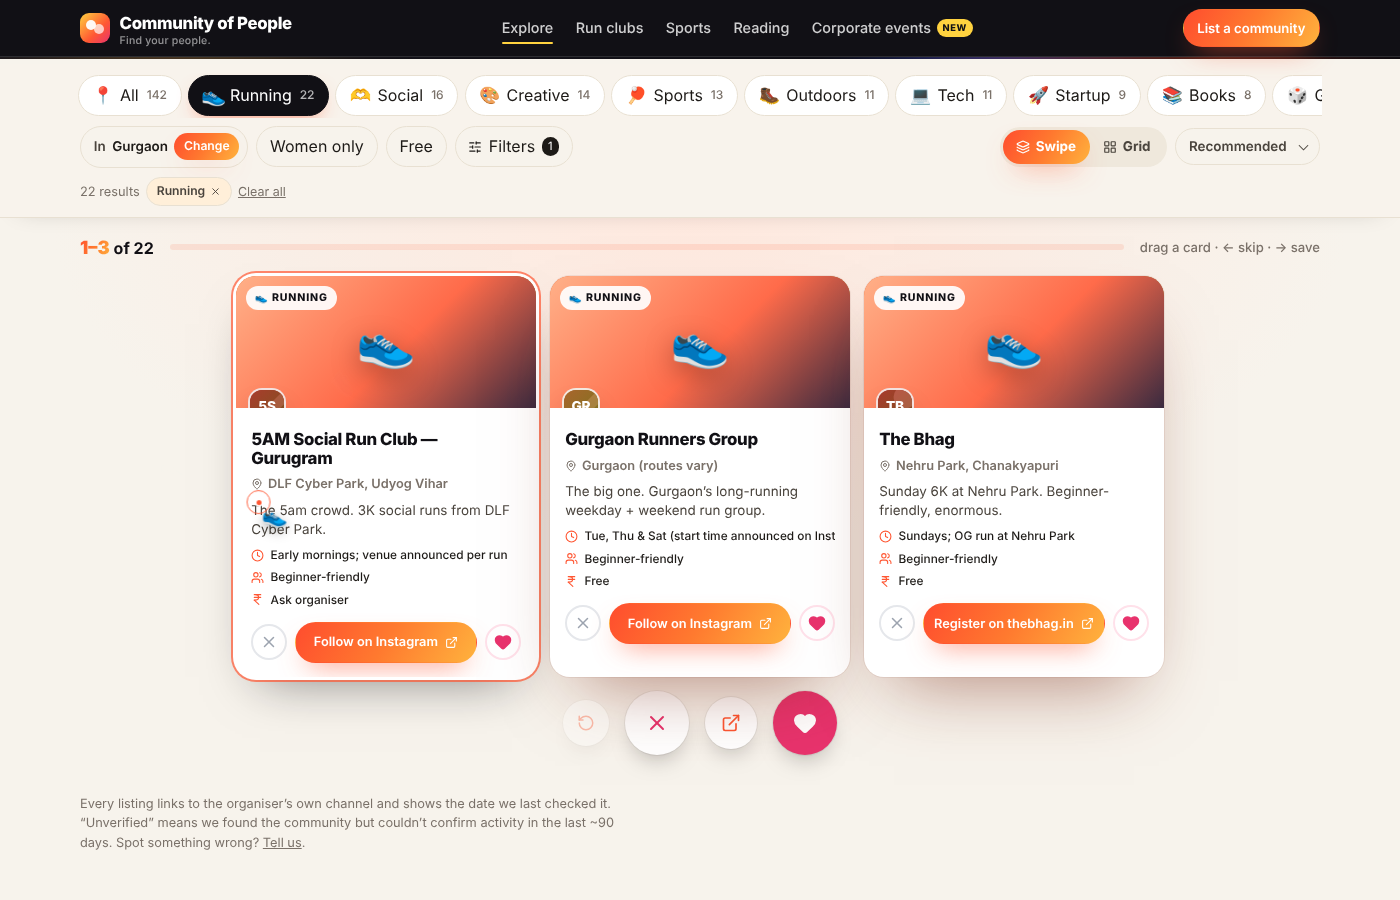 Community of People
Find your people.
Explore
Run clubs
Sports
Reading
Corporate events NEW
List a community
All 142
Running 22
Social 16
Creative 14
Sports 13
Outdoors 11
Tech 11
Startup 9
Books 8
In Gurgaon Change
Women only
Free
Filters 1
Swipe
Grid
Recommended
22 results
Running ×
Clear all
1–3 of 22
drag a card · ← skip · → save
RUNNING
5S
5AM Social Run Club — 
Gurugram
DLF Cyber Park, Udyog Vihar
The 5am crowd. 3K social runs from DLF
Cyber Park.
Early mornings; venue announced per run
Beginner-friendly
₹ Ask organiser
Follow on Instagram
RUNNING
GR
Gurgaon Runners Group
Gurgaon (routes vary)
The big one. Gurgaon’s long-running
weekday + weekend run group.
Tue, Thu & Sat (start time announced on Inst
Beginner-friendly
₹ Free
Follow on Instagram
RUNNING
TB
The Bhag
Nehru Park, Chanakyapuri
Sunday 6K at Nehru Park. Beginner-
friendly, enormous.
Sundays; OG run at Nehru Park
Beginner-friendly
₹ Free
Register on thebhag.in
Every listing links to the organiser’s own channel and shows the date we last checked it.
“Unverified” means we found the community but couldn’t confirm activity in the last ~90
days. Spot something wrong? Tell us.